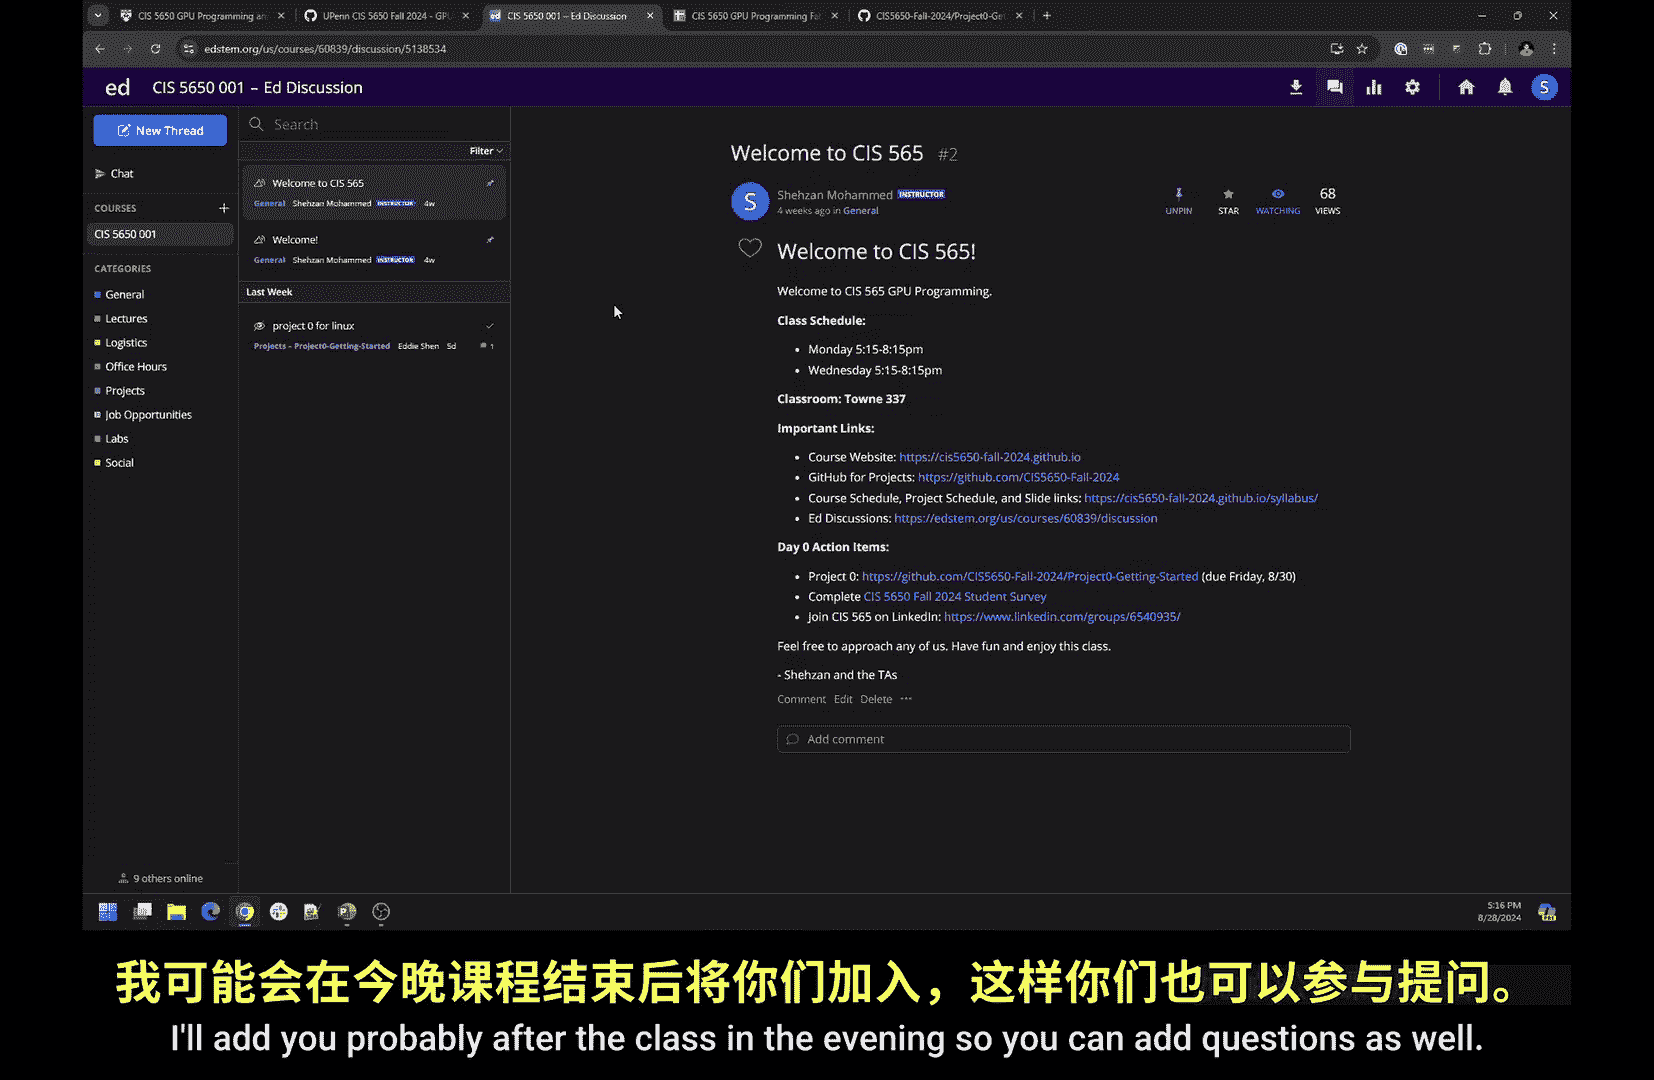 CIS 5650 GPU Programming an
UPenn CIS 5650 Fall 2024 - GPU
CIS 5650 001 – Ed Discussion
CIS 5650 GPU Programming Fal
CIS5650-Fall-2024/Project0-Get
edstem.org/us/courses/60839/discussion/5138534
ed CIS 5650 001 – Ed Discussion
S
New Thread
Chat
COURSES
CIS 5650 001
CATEGORIES
General
Lectures
Logistics
Office Hours
Projects
Job Opportunities
Labs
Social
9 others online
Search
Filter
Welcome to CIS 565
General Shehzan Mohammed INSTRUCTOR 4w
Welcome!
General Shehzan Mohammed INSTRUCTOR 4w
Last Week
project 0 for linux
Projects – Project0-Getting-Started Eddie Shen 5d 1
Welcome to CIS 565 #2
S
Shehzan Mohammed INSTRUCTOR
4 weeks ago in General
UNPIN STAR WATCHING 68 VIEWS
Welcome to CIS 565!
Welcome to CIS 565 GPU Programming.
Class Schedule:
Monday 5:15-8:15pm
Wednesday 5:15-8:15pm
Classroom: Towne 337
Important Links:
Course Website: https://cis5650-fall-2024.github.io
GitHub for Projects: https://github.com/CIS5650-Fall-2024
Course Schedule, Project Schedule, and Slide links: https://cis5650-fall-2024.github.io/syllabus/
Ed Discussions: https://edstem.org/us/courses/60839/discussion
Day 0 Action Items:
Project 0: https://github.com/CIS5650-Fall-2024/Project0-Getting-Started (due Friday, 8/30)
Complete CIS 5650 Fall 2024 Student Survey
Join CIS 565 on LinkedIn: https://www.linkedin.com/groups/6540935/
Feel free to approach any of us. Have fun and enjoy this class.
- Shehzan and the TAs
Comment Edit Delete ···
Add comment
5:16 PM
8/28/2024
我可能会在今晚课程结束后将你们加入，这样你们也可以参与提问。
I'll add you probably after the class in the evening so you can add questions as well.